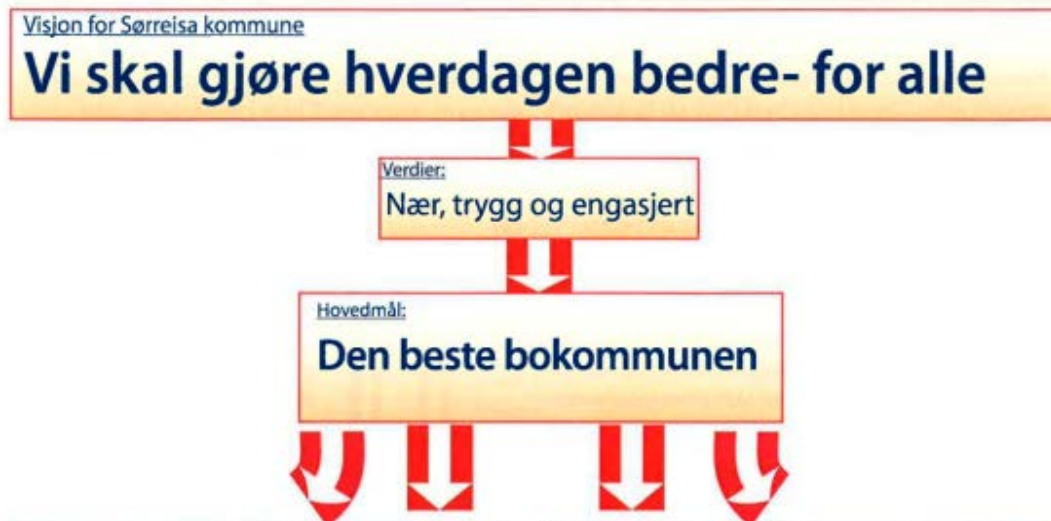 Visjon for Sørreisa kommune
Vi skal gjøre hverdagen bedre- for alle
Verdier:
Nær, trygg og engasjert
Hovedmål:
Den beste bokommunen